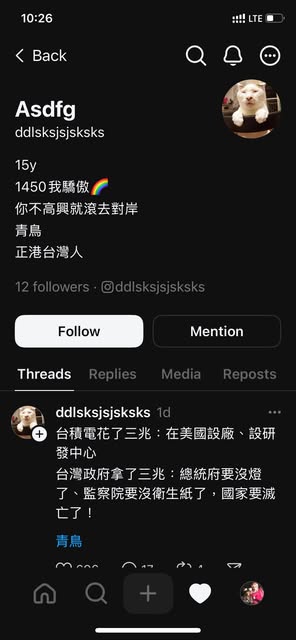 10:26
LTE
Back
Asdfg
ddlsksjsjsksks
15y
1450我驕傲🌈
你不高興就滾去對岸
青鳥
正港台灣人
12 followers · ddlsksjsjsksks
Follow
Mention
Threads
Replies
Media
Reposts
ddlsksjsjsksks 1d
台積電花了三兆：在美國設廠、設研
發中心
台灣政府拿了三兆：總統府要沒燈
了、監察院要沒衛生紙了，國家要滅
亡了！
青鳥